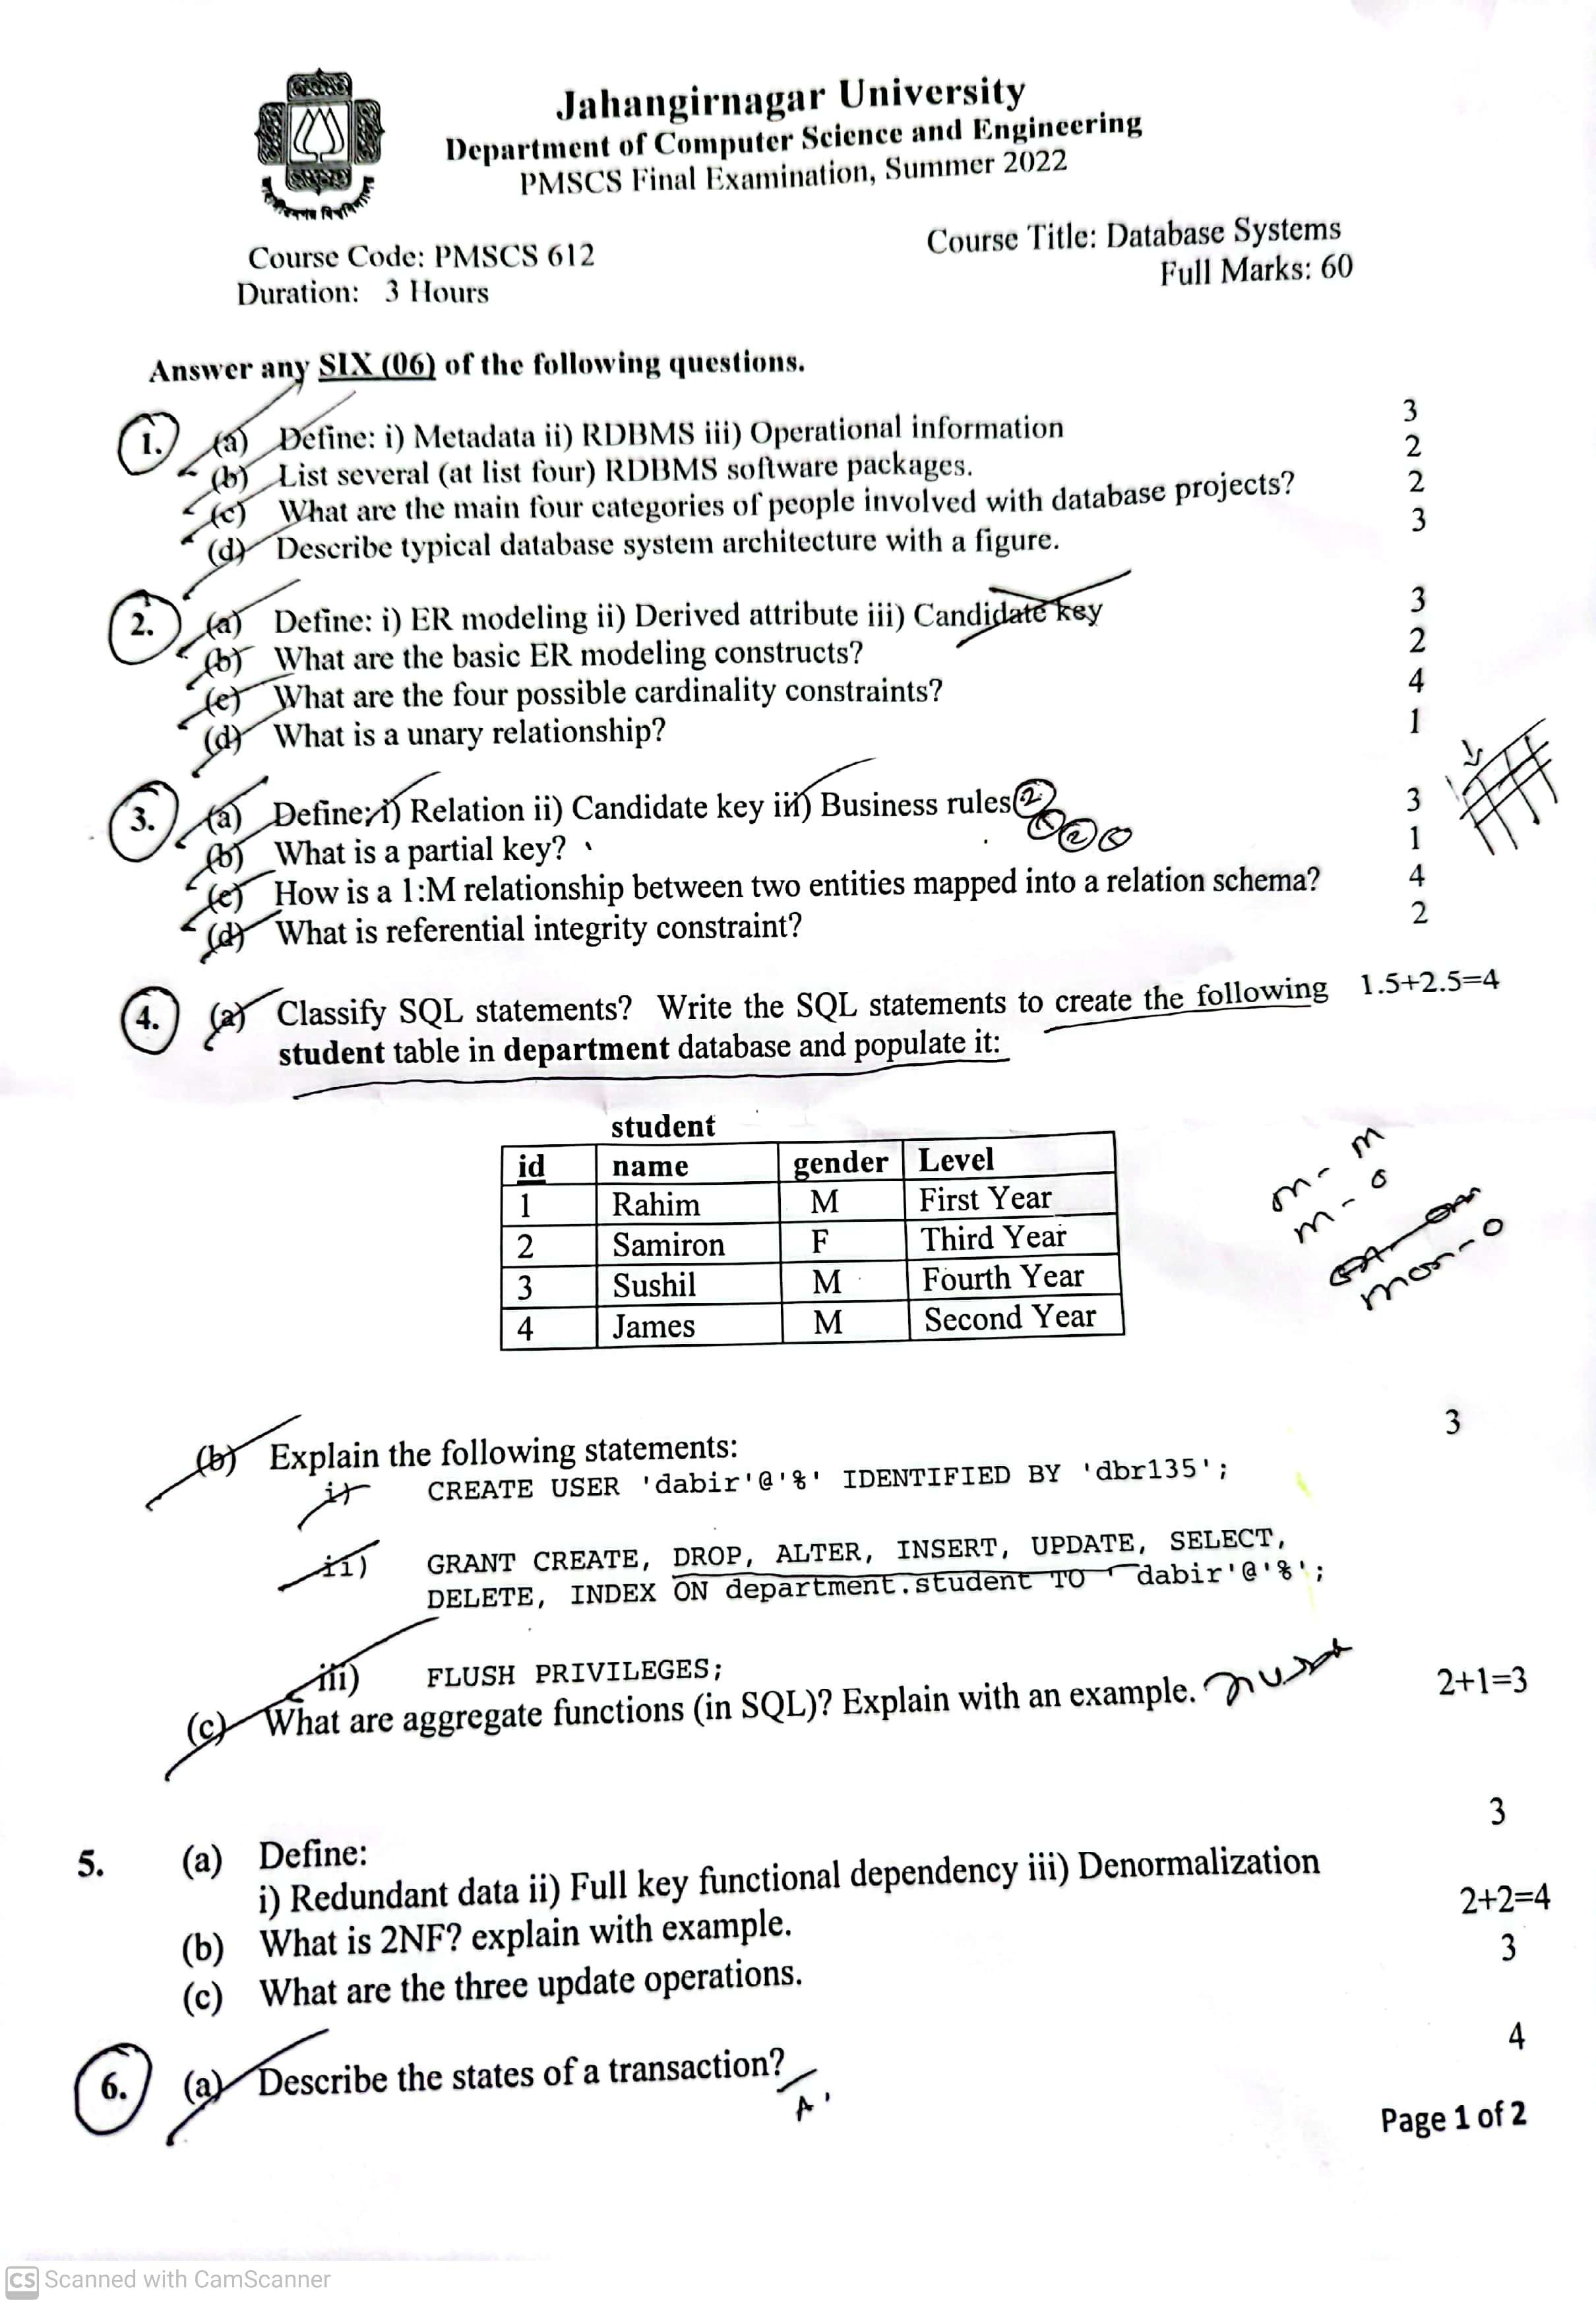 Jahangirnagar University
Department of Computer Science and Engineering
PMSCS Final Examination, Summer 2022
Course Code: PMSCS 612
Course Title: Database Systems
Duration: 3 Hours
Full Marks: 60
Answer any SIX (06) of the following questions.
1. (a) Define: i) Metadata ii) RDBMS iii) Operational information 3
(b) List several (at list four) RDBMS software packages. 2
(c) What are the main four categories of people involved with database projects? 2
(d) Describe typical database system architecture with a figure. 3
2. (a) Define: i) ER modeling ii) Derived attribute iii) Candidate key 3
(b) What are the basic ER modeling constructs? 2
(c) What are the four possible cardinality constraints? 4
(d) What is a unary relationship? 1
3. (a) Define: i) Relation ii) Candidate key iii) Business rules 2 3
(b) What is a partial key? 1
(c) How is a 1:M relationship between two entities mapped into a relation schema? 4
(d) What is referential integrity constraint? 2
4. (a) Classify SQL statements? Write the SQL statements to create the following 1.5+2.5=4
student table in department database and populate it:
student
id name gender Level
1 Rahim M First Year
2 Samiron F Third Year
3 Sushil M Fourth Year
4 James M Second Year
m - m
m - o
(b) Explain the following statements: 3
i) CREATE USER 'dabir'@'%' IDENTIFIED BY 'dbr135';
ii) GRANT CREATE, DROP, ALTER, INSERT, UPDATE, SELECT,
DELETE, INDEX ON department.student TO 'dabir'@'%';
iii) FLUSH PRIVILEGES;
(c) What are aggregate functions (in SQL)? Explain with an example. 2+1=3
5. (a) Define: 3
i) Redundant data ii) Full key functional dependency iii) Denormalization
(b) What is 2NF? explain with example. 2+2=4
(c) What are the three update operations. 3
6. (a) Describe the states of a transaction? 4
A
Page 1 of 2
CS Scanned with CamScanner